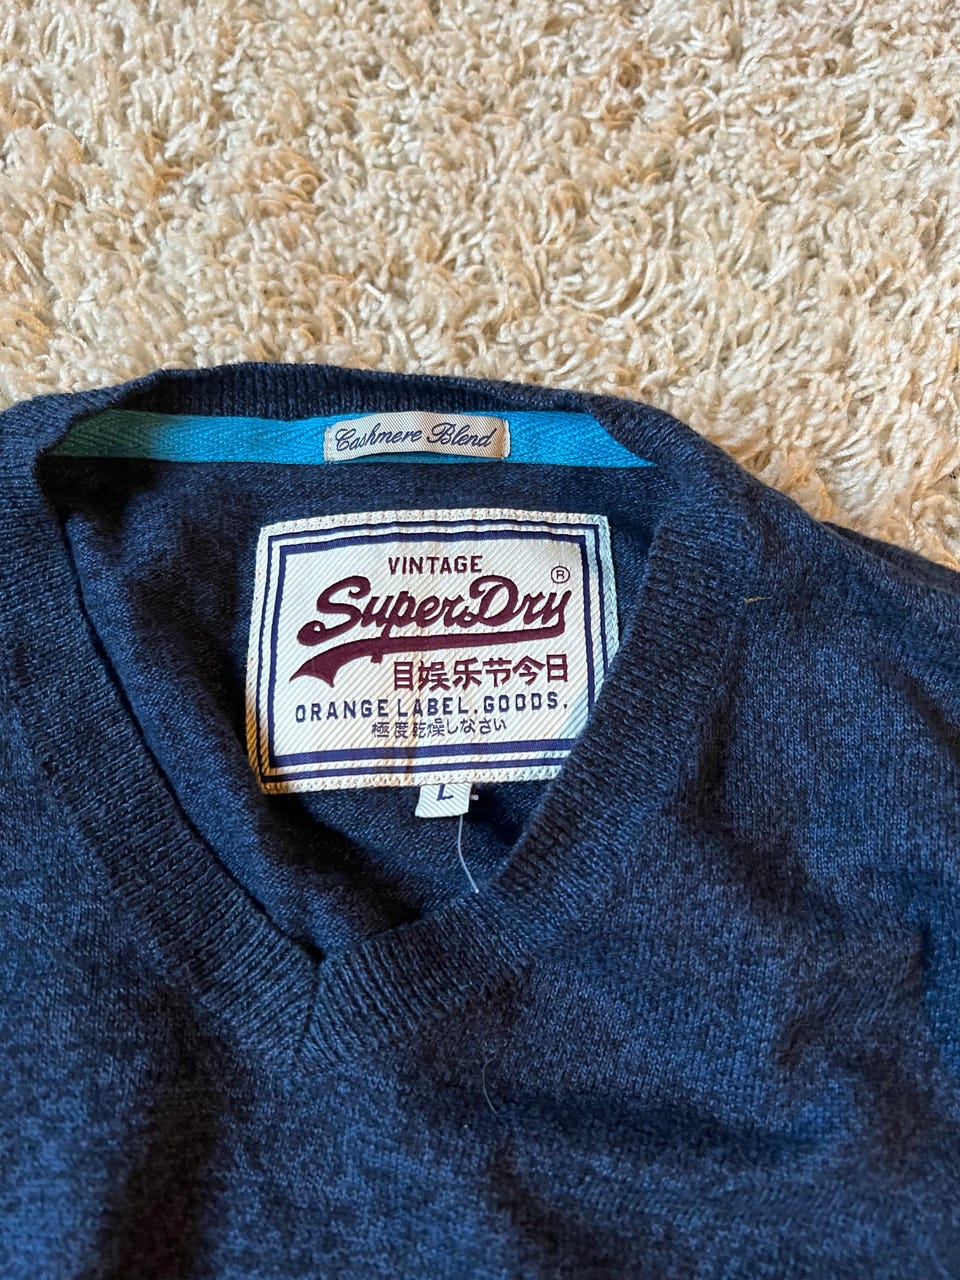 Cashmere Blend
VINTAGE
SuperDry ®
目娱乐节今日
ORANGE LABEL. GOODS.
極度乾燥しなさい
L